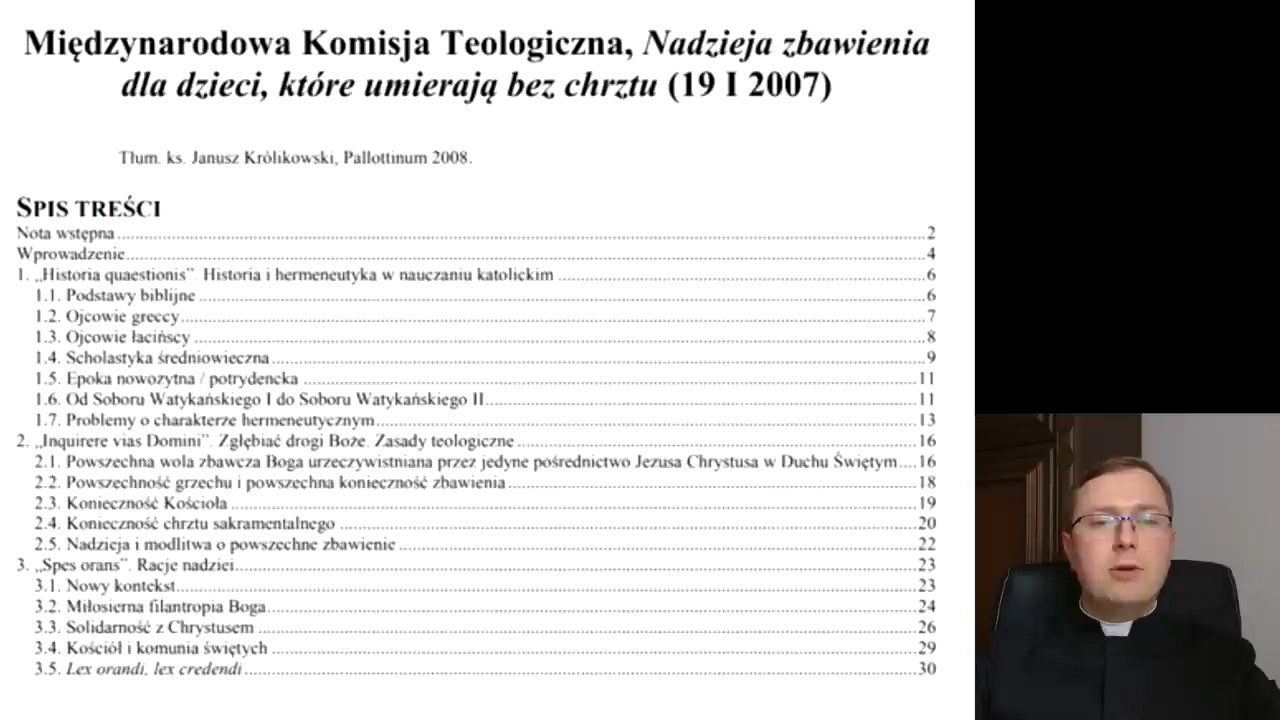 Międzynarodowa Komisja Teologiczna, Nadzieja zbawienia
dla dzieci, które umierają bez chrztu (19 I 2007)
Tłum. ks. Janusz Królikowski, Pallottinum 2008.
SPIS TREŚCI
Nota wstępna 2
Wprowadzenie 4
1. „Historia quaestionis”. Historia i hermeneutyka w nauczaniu katolickim 6
1.1. Podstawy biblijne 6
1.2. Ojcowie greccy 7
1.3. Ojcowie łacińscy 8
1.4. Scholastyka średniowieczna 9
1.5. Epoka nowożytna / potrydencka 11
1.6. Od Soboru Watykańskiego I do Soboru Watykańskiego II 11
1.7. Problemy o charakterze hermeneutycznym 13
2. „Inquirere vias Domini”. Zgłębiać drogi Boże. Zasady teologiczne 16
2.1. Powszechna wola zbawcza Boga urzeczywistniana przez jedyne pośrednictwo Jezusa Chrystusa w Duchu Świętym 16
2.2. Powszechność grzechu i powszechna konieczność zbawienia 18
2.3. Konieczność Kościoła 19
2.4. Konieczność chrztu sakramentalnego 20
2.5. Nadzieja i modlitwa o powszechne zbawienie 22
3. „Spes orans”. Racje nadziei 23
3.1. Nowy kontekst 23
3.2. Miłosierna filantropia Boga 24
3.3. Solidarność z Chrystusem 26
3.4. Kościół i komunia świętych 29
3.5. Lex orandi, lex credendi 30